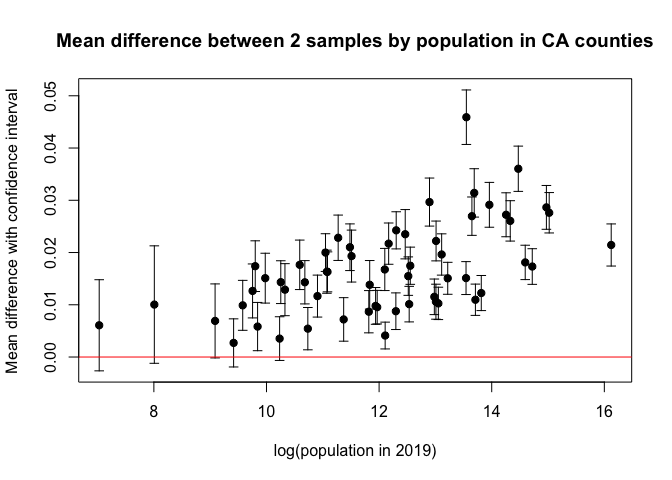 Mean difference between 2 samples by population in CA counties
Mean difference with confidence interval
0.05
0.04
0.03
0.02
0.01
0.00
8 10 12 14 16
log(population in 2019)